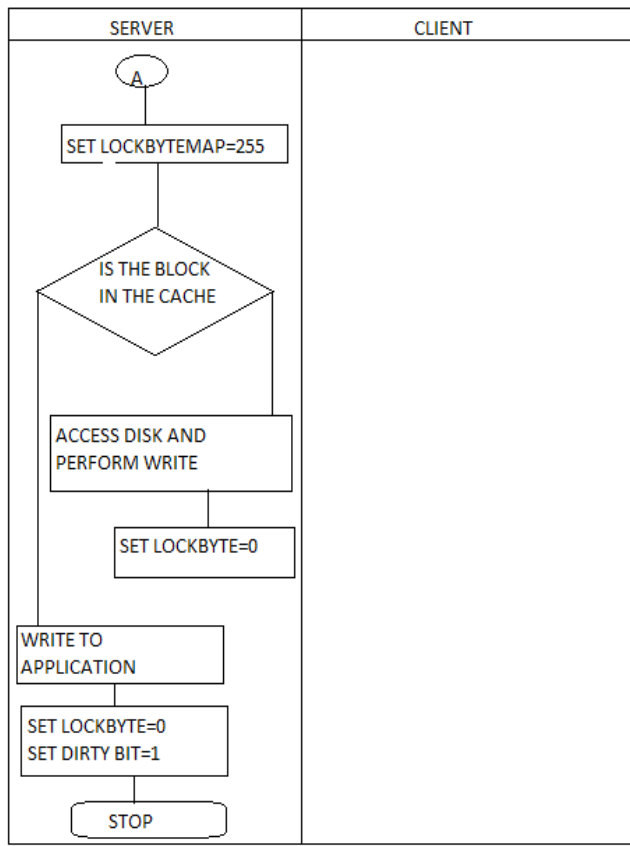 SERVER
CLIENT
A
SET LOCKBYTEMAP=255
IS THE BLOCK
IN THE CACHE
ACCESS DISK AND
PERFORM WRITE
SET LOCKBYTE=0
WRITE TO
APPLICATION
SET LOCKBYTE=0
SET DIRTY BIT=1
STOP